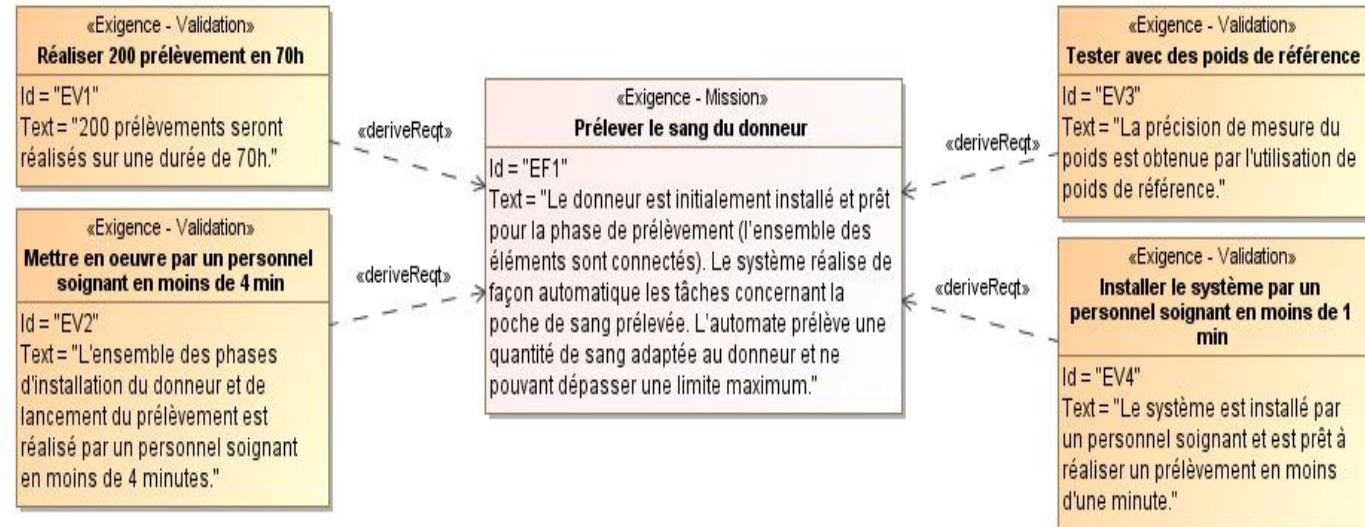 «Exigence - Validation»
Réaliser 200 prélèvement en 70h
Id = "EV1"
Text = "200 prélèvements seront
réalisés sur une durée de 70h."
«deriveReqt»
«Exigence - Validation»
Mettre en oeuvre par un personnel
soignant en moins de 4 min
Id = "EV2"
Text = "L'ensemble des phases
d'installation du donneur et de
lancement du prélèvement est
réalisé par un personnel soignant
en moins de 4 minutes."
«deriveReqt»
«Exigence - Mission»
Prélever le sang du donneur
Id = "EF1"
Text = "Le donneur est initialement installé et prêt
pour la phase de prélèvement (l'ensemble des
éléments sont connectés). Le système réalise de
façon automatique les tâches concernant la
poche de sang prélevée. L'automate prélève une
quantité de sang adaptée au donneur et ne
pouvant dépasser une limite maximum."
«deriveReqt»
«Exigence - Validation»
Tester avec des poids de référence
Id = "EV3"
Text = "La précision de mesure du
poids est obtenue par l'utilisation de
poids de référence."
«deriveReqt»
«Exigence - Validation»
Installer le système par un
personnel soignant en moins de 1
min
Id = "EV4"
Text = "Le système est installé par
un personnel soignant et est prêt à
réaliser un prélèvement en moins
d'une minute."